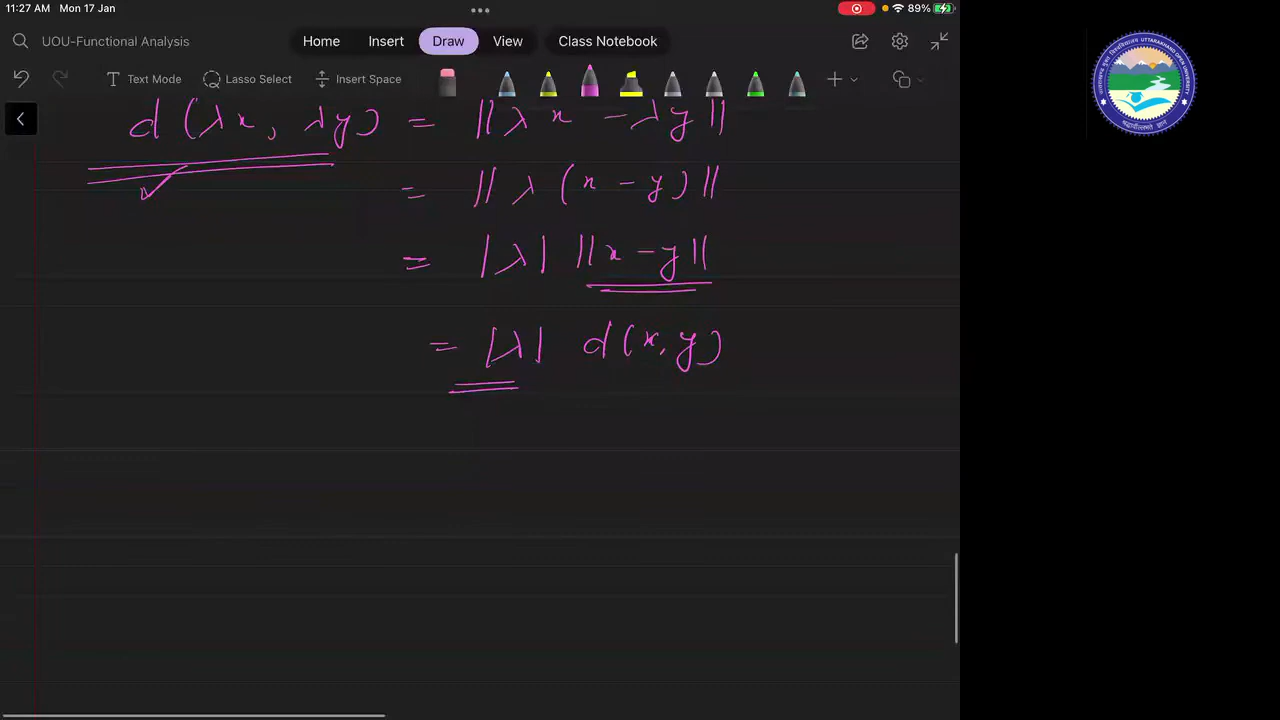 11:27 AM Mon 17 Jan
89%
UOU-Functional Analysis
Home Insert Draw View Class Notebook
Text Mode Lasso Select Insert Space
d (λx, λy) = ||λx - λy||
= ||λ(x - y)||
= |λ| ||x - y||
= |λ| d(x, y)